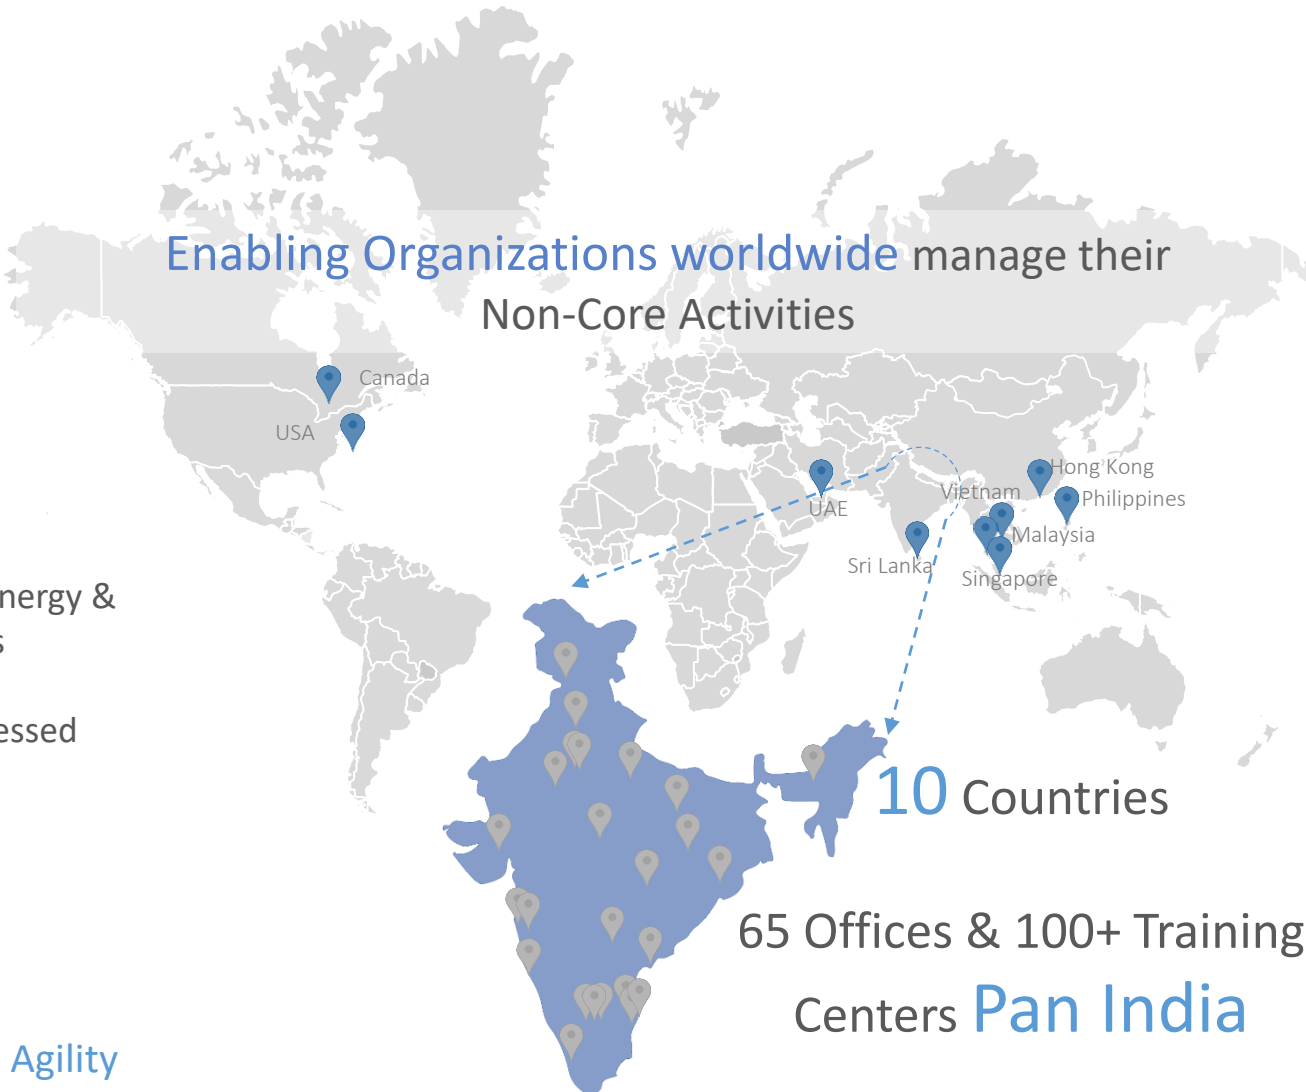 Enabling Organizations worldwide manage their
Non-Core Activities
Canada
USA
Hong Kong
Vietnam
Philippines
UAE
Malaysia
Sri Lanka
Singapore
nergy &
s
essed
10 Countries
65 Offices & 100+ Training
Centers Pan India
Agility